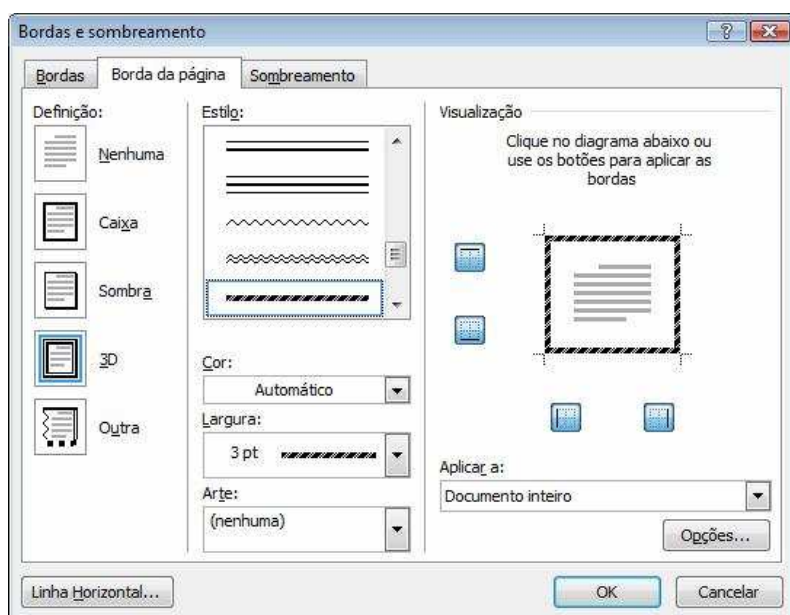 Bordas e sombreamento
Bordas
Borda da página
Sombreamento
Definição:
Nenhuma
Caixa
Sombra
3D
Outra
Estilo:
Cor:
Automático
Largura:
3 pt
Arte:
(nenhuma)
Visualização
Clique no diagrama abaixo ou
use os botões para aplicar as
bordas
Aplicar a:
Documento inteiro
Opções...
Linha Horizontal...
OK
Cancelar